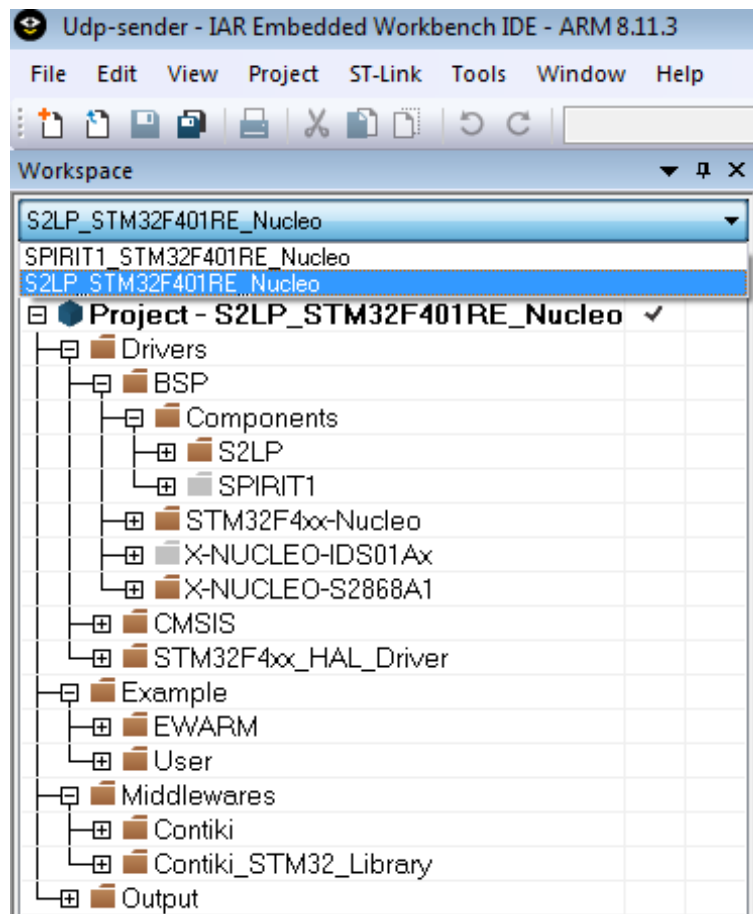 Udp-sender - IAR Embedded Workbench IDE - ARM 8.11.3
File Edit View Project ST-Link Tools Window Help
Workspace
S2LP_STM32F401RE_Nucleo
SPIRIT1_STM32F401RE_Nucleo
S2LP_STM32F401RE_Nucleo
Project - S2LP_STM32F401RE_Nucleo
Drivers
BSP
Components
S2LP
SPIRIT1
STM32F4xx-Nucleo
X-NUCLEO-IDS01Ax
X-NUCLEO-S2868A1
CMSIS
STM32F4xx_HAL_Driver
Example
EWARM
User
Middlewares
Contiki
Contiki_STM32_Library
Output